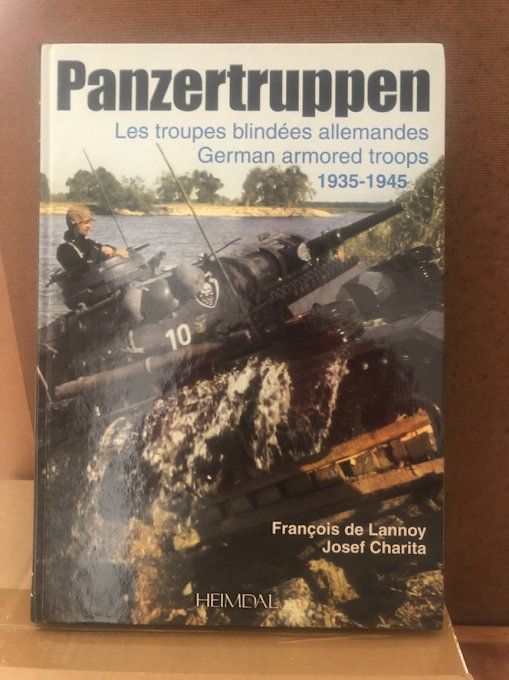 Panzertruppen
Les troupes blindées allemandes
German armored troops
1935-1945
10
François de Lannoy
Josef Charita
HEIMDAL